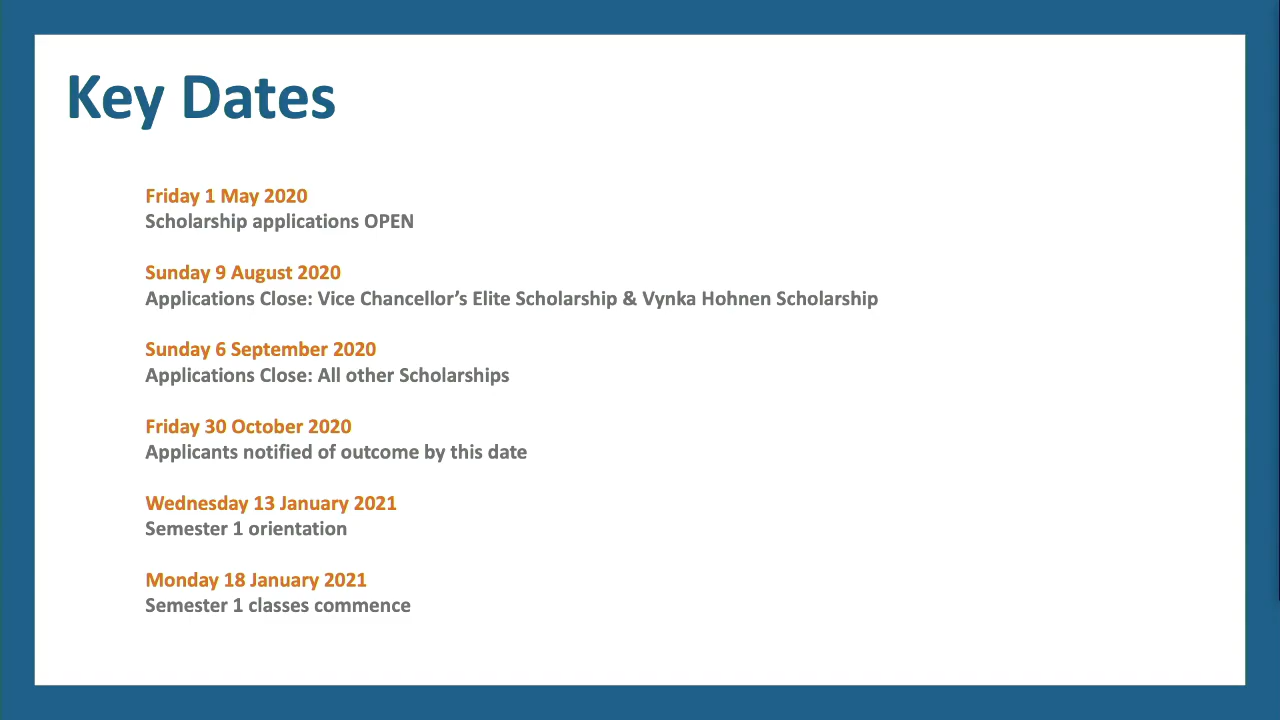 Key Dates
Friday 1 May 2020
Scholarship applications OPEN
Sunday 9 August 2020
Applications Close: Vice Chancellor’s Elite Scholarship & Vynka Hohnen Scholarship
Sunday 6 September 2020
Applications Close: All other Scholarships
Friday 30 October 2020
Applicants notified of outcome by this date
Wednesday 13 January 2021
Semester 1 orientation
Monday 18 January 2021
Semester 1 classes commence